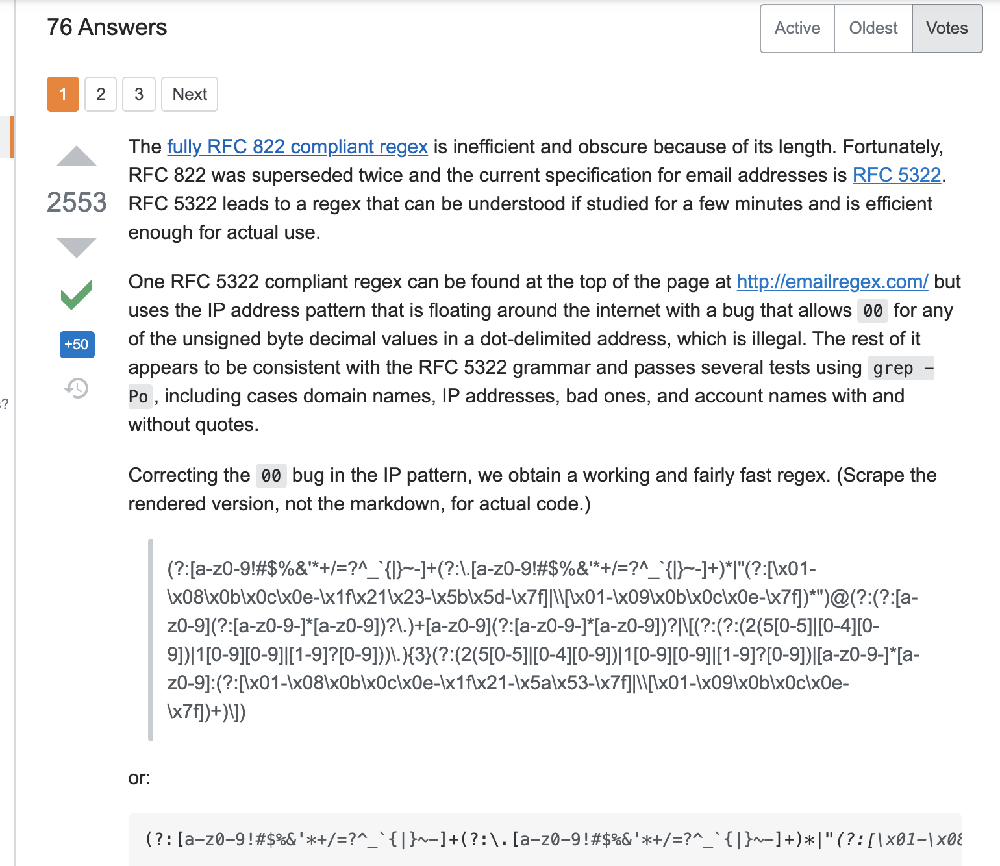 76 Answers
Active Oldest Votes
1 2 3 Next
The fully RFC 822 compliant regex is inefficient and obscure because of its length. Fortunately,
RFC 822 was superseded twice and the current specification for email addresses is RFC 5322.
2553
RFC 5322 leads to a regex that can be understood if studied for a few minutes and is efficient
enough for actual use.
One RFC 5322 compliant regex can be found at the top of the page at http://emailregex.com/ but
uses the IP address pattern that is floating around the internet with a bug that allows 00 for any
+50
of the unsigned byte decimal values in a dot-delimited address, which is illegal. The rest of it
appears to be consistent with the RFC 5322 grammar and passes several tests using grep -
Po, including cases domain names, IP addresses, bad ones, and account names with and
?
without quotes.
Correcting the 00 bug in the IP pattern, we obtain a working and fairly fast regex. (Scrape the
rendered version, not the markdown, for actual code.)
(?:[a-z0-9!#$%&'*+/=?^_`{|}~-]+(?:\.[a-z0-9!#$%&'*+/=?^_`{|}~-]+)*|"(?:[\x01-
\x08\x0b\x0c\x0e-\x1f\x21\x23-\x5b\x5d-\x7f]|\\[\x01-\x09\x0b\x0c\x0e-\x7f])*")@(?:(?:[a-
z0-9](?:[a-z0-9-]*[a-z0-9])?\.)+[a-z0-9](?:[a-z0-9-]*[a-z0-9])?|\[(?:(?:(2(5[0-5]|[0-4][0-
9])|1[0-9][0-9]|[1-9]?[0-9]))\.){3}(?:(2(5[0-5]|[0-4][0-9])|1[0-9][0-9]|[1-9]?[0-9])|[a-z0-9-]*[a-
z0-9]:(?:[\x01-\x08\x0b\x0c\x0e-\x1f\x21-\x5a\x53-\x7f]|\\[\x01-\x09\x0b\x0c\x0e-
\x7f])+)\])
or:
(?:[a-z0-9!#$%&'*+/=?^_`{|}~-]+(?:\.[a-z0-9!#$%&'*+/=?^_`{|}~-]+)*|"(?:[\x01-\x08